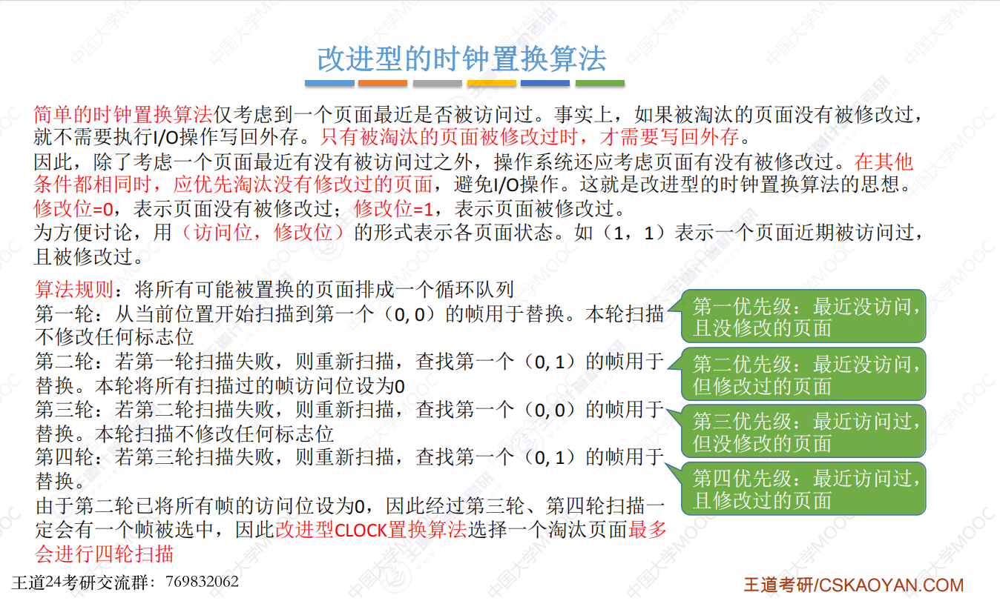 改进型的时钟置换算法
简单的时钟置换算法仅考虑到一个页面最近是否被访问过。事实上，如果被淘汰的页面没有被修改过，
就不需要执行I/O操作写回外存。只有被淘汰的页面被修改过时，才需要写回外存。
因此，除了考虑一个页面最近有没有被访问过之外，操作系统还应考虑页面有没有被修改过。在其他
条件都相同时，应优先淘汰没有修改过的页面，避免I/O操作。这就是改进型的时钟置换算法的思想。
修改位=0，表示页面没有被修改过；修改位=1，表示页面被修改过。
为方便讨论，用（访问位，修改位）的形式表示各页面状态。如（1，1）表示一个页面近期被访问过，
且被修改过。
算法规则：将所有可能被置换的页面排成一个循环队列
第一轮：从当前位置开始扫描到第一个（0, 0）的帧用于替换。本轮扫描
不修改任何标志位
第二轮：若第一轮扫描失败，则重新扫描，查找第一个（0, 1）的帧用于
替换。本轮将所有扫描过的帧访问位设为0
第三轮：若第二轮扫描失败，则重新扫描，查找第一个（0, 0）的帧用于
替换。本轮扫描不修改任何标志位
第四轮：若第三轮扫描失败，则重新扫描，查找第一个（0, 1）的帧用于
替换。
由于第二轮已将所有帧的访问位设为0，因此经过第三轮、第四轮扫描一
定会有一个帧被选中，因此改进型CLOCK置换算法选择一个淘汰页面最多
会进行四轮扫描
第一优先级：最近没访问，
且没修改的页面
第二优先级：最近没访问，
但修改过的页面
第三优先级：最近访问过，
但没修改的页面
第四优先级：最近访问过，
且修改过的页面
王道24考研交流群：769832062
王道考研/CSKAOYAN.COM
中国大学MOOC